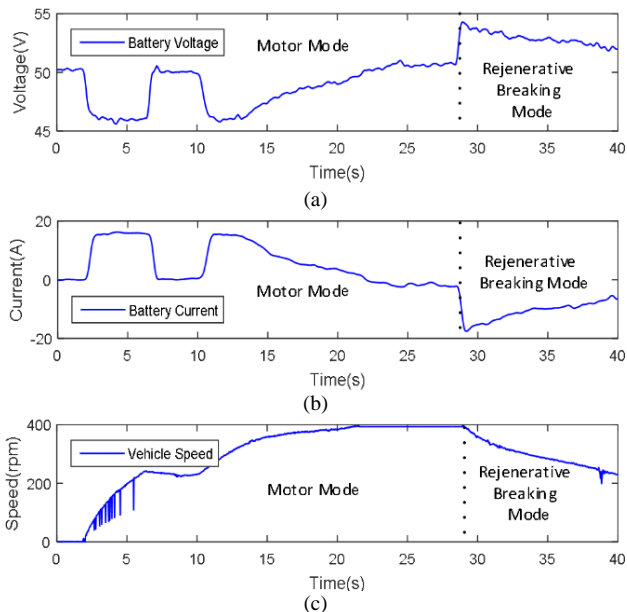 55
50
45
Voltage(V)
Battery Voltage
Motor Mode
Rejenerative
Breaking
Mode
0 5 10 15 20 25 30 35 40
Time(s)
(a)
20
0
-20
Current(A)
Battery Current
Motor Mode
Rejenerative
Breaking Mode
0 5 10 15 20 25 30 35 40
Time(s)
(b)
400
200
0
Speed(rpm)
Vehicle Speed
Motor Mode
Rejenerative
Breaking
Mode
0 5 10 15 20 25 30 35 40
Time(s)
(c)